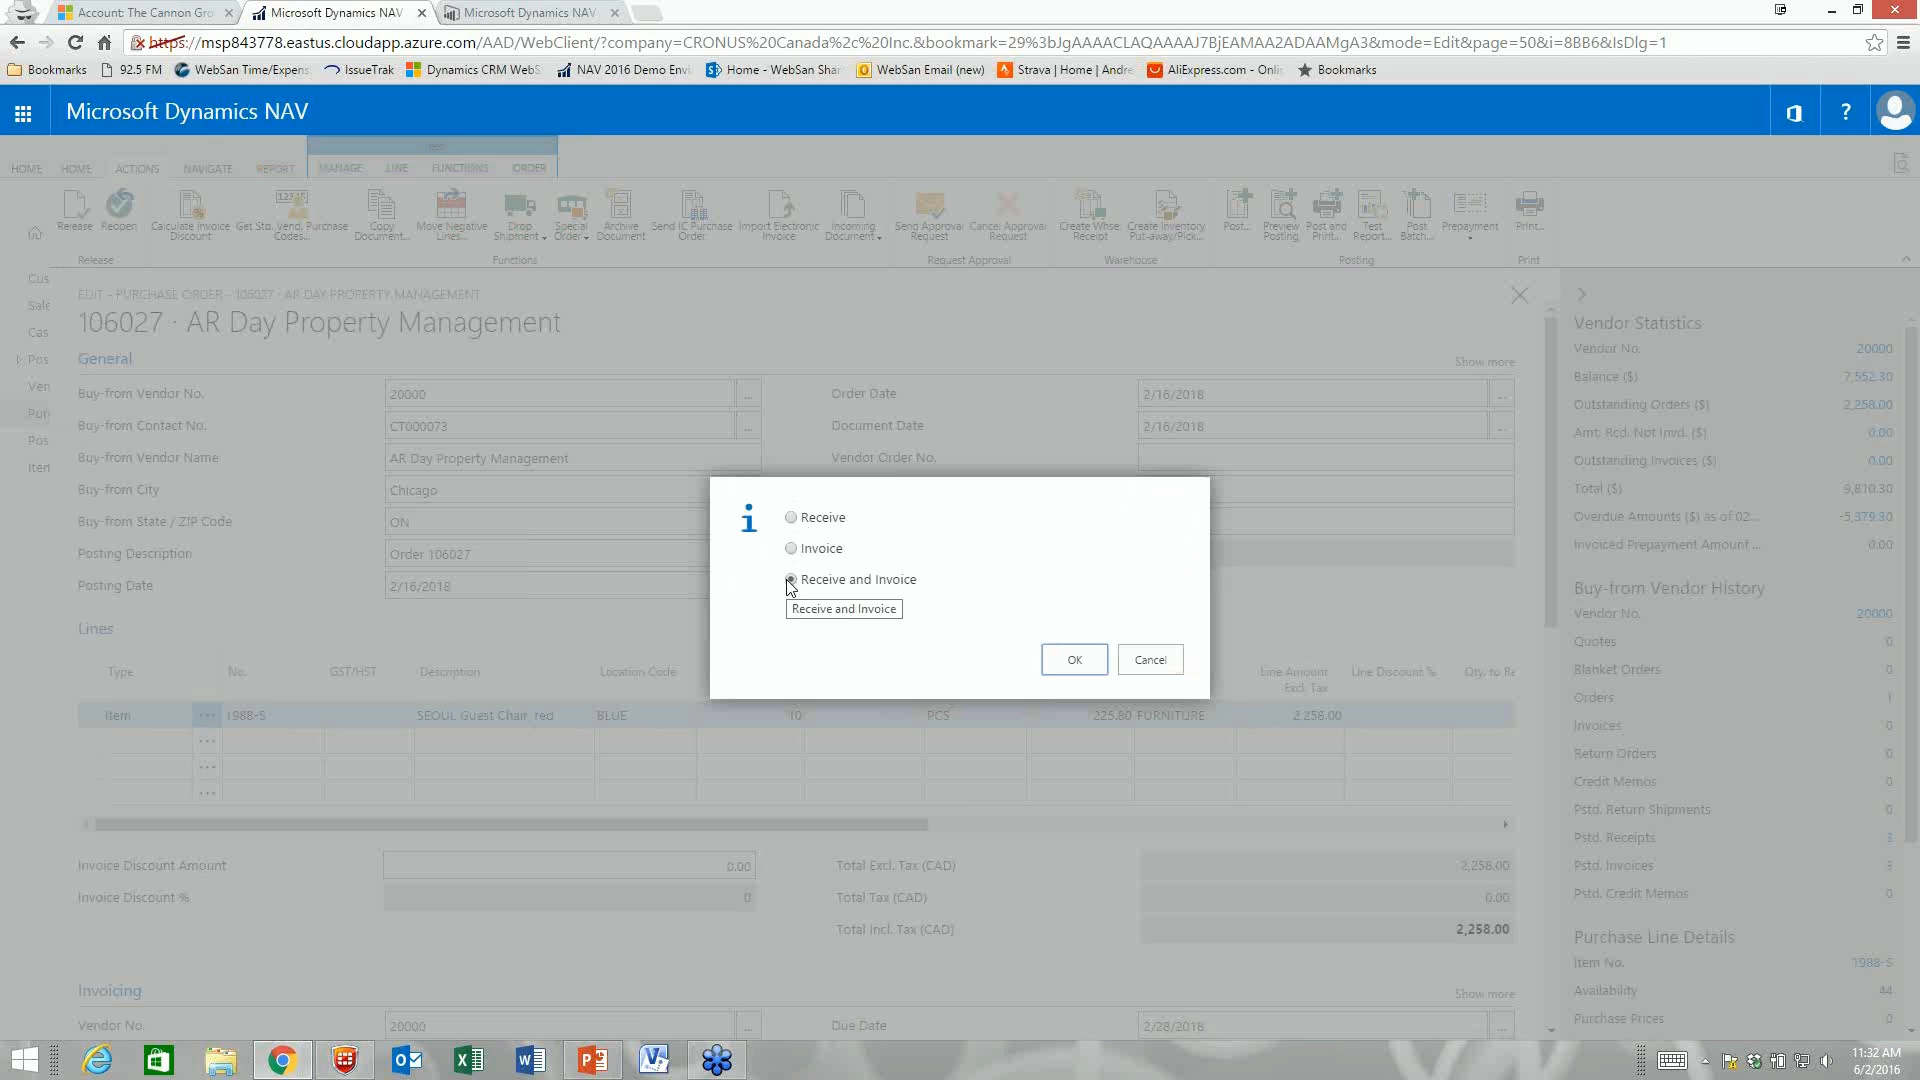 Account: The Cannon Gro
Microsoft Dynamics NAV
Microsoft Dynamics NAV
https://msp843778.eastus.cloudapp.azure.com/AAD/WebClient/?company=CRONUS%20Canada%2c%20Inc.&bookmark=29%3bJgAAAACLAQAAAAJ7BjEAMAA2ADAAMgA3&mode=Edit&page=50&i=8BB6&IsDlg=1
Bookmarks 92.5 FM WebSan Time/Expens IssueTrak Dynamics CRM WebS NAV 2016 Demo Envi Home - WebSan Shar WebSan Email (new) Strava | Home | Andre AliExpress.com - Onli Bookmarks
Microsoft Dynamics NAV ?
HOME HOME ACTIONS NAVIGATE REPORT MANAGE LINE FUNCTIONS ORDER
Release Reopen Calculate Invoice Discount Get Std. Vend. Purchase Codes... Copy Document... Move Negative Lines... Drop Shipment Special Order Archive Document Send IC Purchase Order Import Electronic Invoice Incoming Document Send Approval Request Cancel Approval Request Create Whse. Receipt Create Inventory Put-away/Pick... Post... Preview Posting Post and Print... Test Report... Post Batch... Prepayment Print...
Release Functions Request Approval Warehouse Posting Print
Cus
Sale
Cas
Pos
Ven
Pur
Pos
Item
EDIT - PURCHASE ORDER - 106027 · AR DAY PROPERTY MANAGEMENT
106027 · AR Day Property Management
General Show more
Buy-from Vendor No. 20000 ... Order Date 2/16/2018 ...
Buy-from Contact No. CT000073 ... Document Date 2/16/2018 ...
Buy-from Vendor Name AR Day Property Management Vendor Order No.
Buy-from City Chicago
Buy-from State / ZIP Code ON
Posting Description Order 106027
Posting Date 2/16/2018
Receive
Invoice
Receive and Invoice
Receive and Invoice
OK Cancel
Lines
Type No. GST/HST Description Location Code Line Amount Excl. Tax Line Discount % Qty. to Re
Item ... 1988-S SEOUL Guest Chair, red BLUE 10 PCS 225.80 FURNITURE 2,258.00
...
...
...
Invoice Discount Amount 0.00 Total Excl. Tax (CAD) 2,258.00
Invoice Discount % 0 Total Tax (CAD) 0.00
Total Incl. Tax (CAD) 2,258.00
Invoicing Show more
Vendor No. 20000 ... Due Date 2/28/2018 ...
Vendor Statistics
Vendor No. 20000
Balance ($) 7,552.30
Outstanding Orders ($) 2,258.00
Amt. Rcd. Not Invd. ($) 0.00
Outstanding Invoices ($) 0.00
Total ($) 9,810.30
Overdue Amounts ($) as of 02... -5,379.30
Invoiced Prepayment Amount ... 0.00
Buy-from Vendor History
Vendor No. 20000
Quotes 0
Blanket Orders 0
Orders 1
Invoices 0
Return Orders 0
Credit Memos 0
Pstd. Return Shipments 0
Pstd. Receipts 3
Pstd. Invoices 3
Pstd. Credit Memos 0
Purchase Line Details
Item No. 1988-S
Availability 44
Purchase Prices 0
11:32 AM
6/2/2016